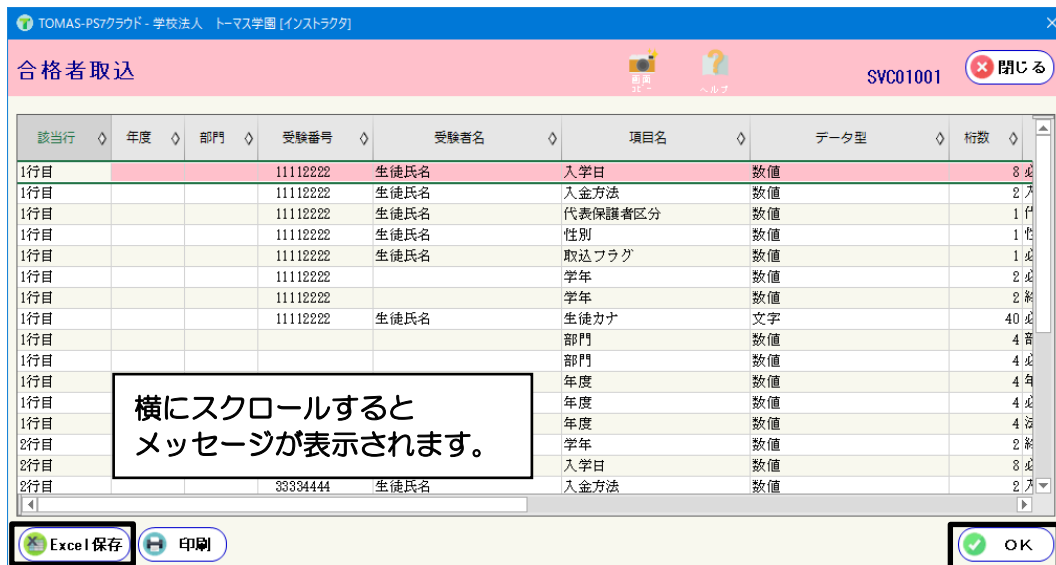 TOMAS-PS7クラウド - 学校法人　トーマス学園 [インストラクタ]
合格者取込 画面コピー ヘルプ SVC01001 閉じる
該当行 年度 部門 受験番号 受験者名 項目名 データ型 桁数
1行目 11112222 生徒氏名 入学日 数値 8 必
1行目 11112222 生徒氏名 入金方法 数値 2 入
1行目 11112222 生徒氏名 代表保護者区分 数値 1 代
1行目 11112222 生徒氏名 性別 数値 1 性
1行目 11112222 生徒氏名 取込フラグ 数値 1 必
1行目 11112222 学年 数値 2 必
1行目 11112222 学年 数値 2
1行目 11112222 生徒氏名 生徒カナ 文字 40 必
1行目 部門 数値 4 部
1行目 部門 数値 4 必
1行目 年度 数値 4 年
1行目 年度 数値 4 必
1行目 年度 数値 4
2行目 学年 数値 2
2行目 入学日 数値 8 必
2行目 33334444 生徒氏名 入金方法 数値 2 入
横にスクロールすると
メッセージが表示されます。
Excel保存 印刷 OK